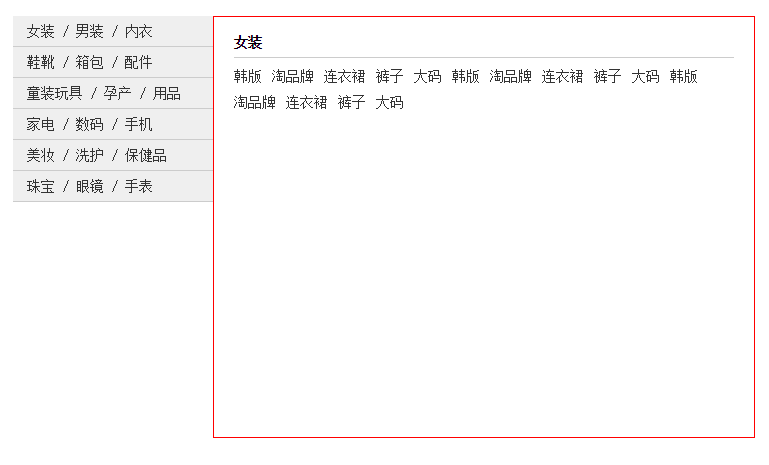 女装 / 男装 / 内衣
鞋靴 / 箱包 / 配件
童装玩具 / 孕产 / 用品
家电 / 数码 / 手机
美妆 / 洗护 / 保健品
珠宝 / 眼镜 / 手表
女装
韩版 淘品牌 连衣裙 裤子 大码 韩版 淘品牌 连衣裙 裤子 大码 韩版
淘品牌 连衣裙 裤子 大码